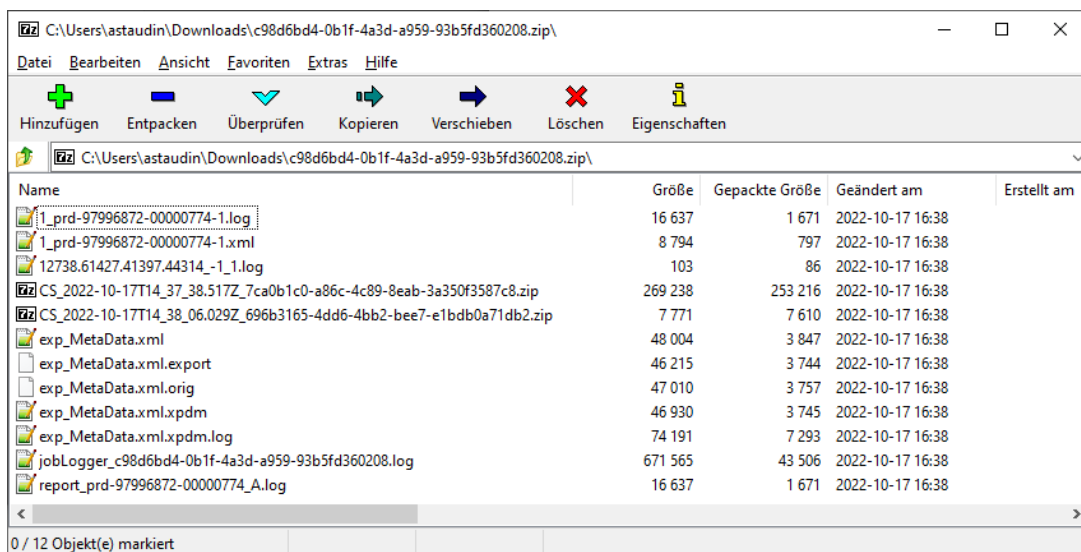 C:\Users\astaudin\Downloads\c98d6bd4-0b1f-4a3d-a959-93b5fd360208.zip\
Datei Bearbeiten Ansicht Favoriten Extras Hilfe
Hinzufügen Entpacken Überprüfen Kopieren Verschieben Löschen Eigenschaften
C:\Users\astaudin\Downloads\c98d6bd4-0b1f-4a3d-a959-93b5fd360208.zip\
Name Größe Gepackte Größe Geändert am Erstellt am
1_prd-97996872-00000774-1.log 16 637 1 671 2022-10-17 16:38
1_prd-97996872-00000774-1.xml 8 794 797 2022-10-17 16:38
12738.61427.41397.44314_-1_1.log 103 86 2022-10-17 16:38
CS_2022-10-17T14_37_38.517Z_7ca0b1c0-a86c-4c89-8eab-3a350f3587c8.zip 269 238 253 216 2022-10-17 16:38
CS_2022-10-17T14_38_06.029Z_696b3165-4dd6-4bb2-bee7-e1bdb0a71db2.zip 7 771 7 610 2022-10-17 16:38
exp_MetaData.xml 48 004 3 847 2022-10-17 16:38
exp_MetaData.xml.export 46 215 3 744 2022-10-17 16:38
exp_MetaData.xml.orig 47 010 3 757 2022-10-17 16:38
exp_MetaData.xml.xpdm 46 930 3 745 2022-10-17 16:38
exp_MetaData.xml.xpdm.log 74 191 7 293 2022-10-17 16:38
jobLogger_c98d6bd4-0b1f-4a3d-a959-93b5fd360208.log 671 565 43 506 2022-10-17 16:38
report_prd-97996872-00000774_A.log 16 637 1 671 2022-10-17 16:38
0 / 12 Objekt(e) markiert